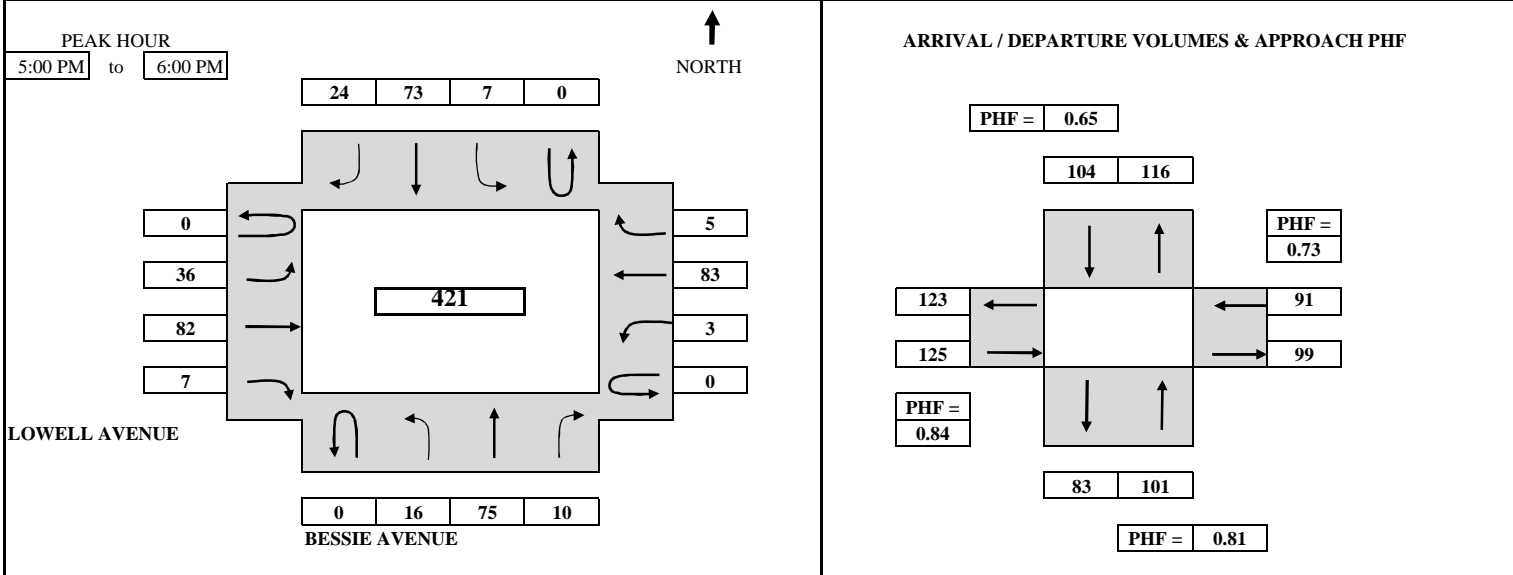 PEAK HOUR
5:00 PM to 6:00 PM
NORTH
24 73 7 0
0
36
82
7
421
5
83
3
0
LOWELL AVENUE
0 16 75 10
BESSIE AVENUE
ARRIVAL / DEPARTURE VOLUMES & APPROACH PHF
PHF = 0.65
104 116
PHF =
0.73
123
125
91
99
PHF =
0.84
83 101
PHF = 0.81